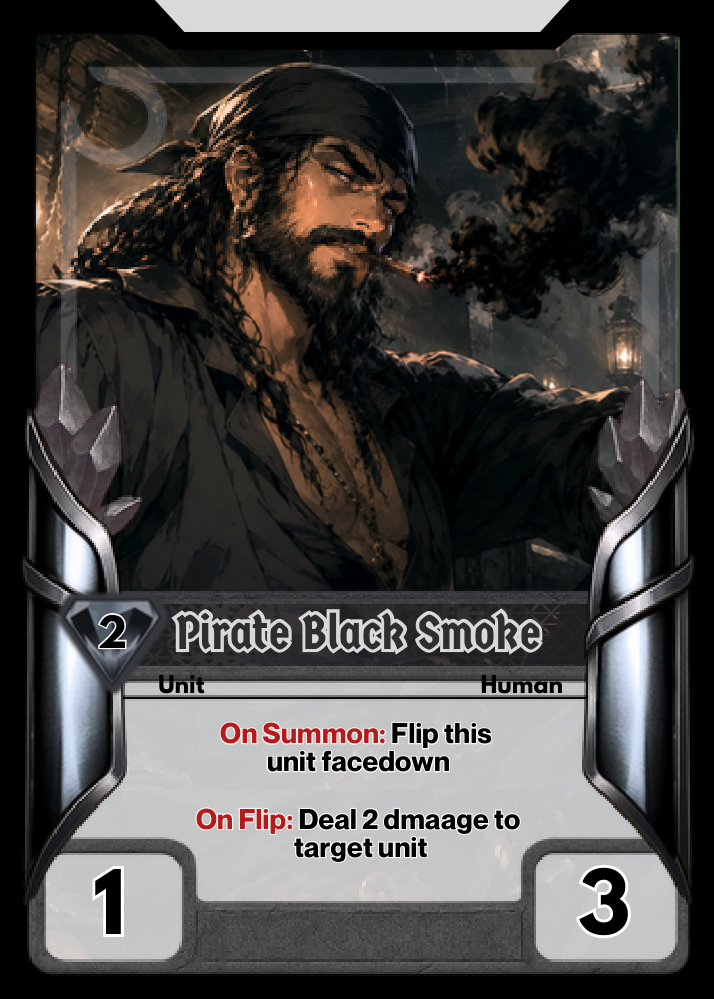 2 Pirate Black Smoke
Unit Human
On Summon: Flip this
unit facedown
On Flip: Deal 2 dmaage to
target unit
1 3